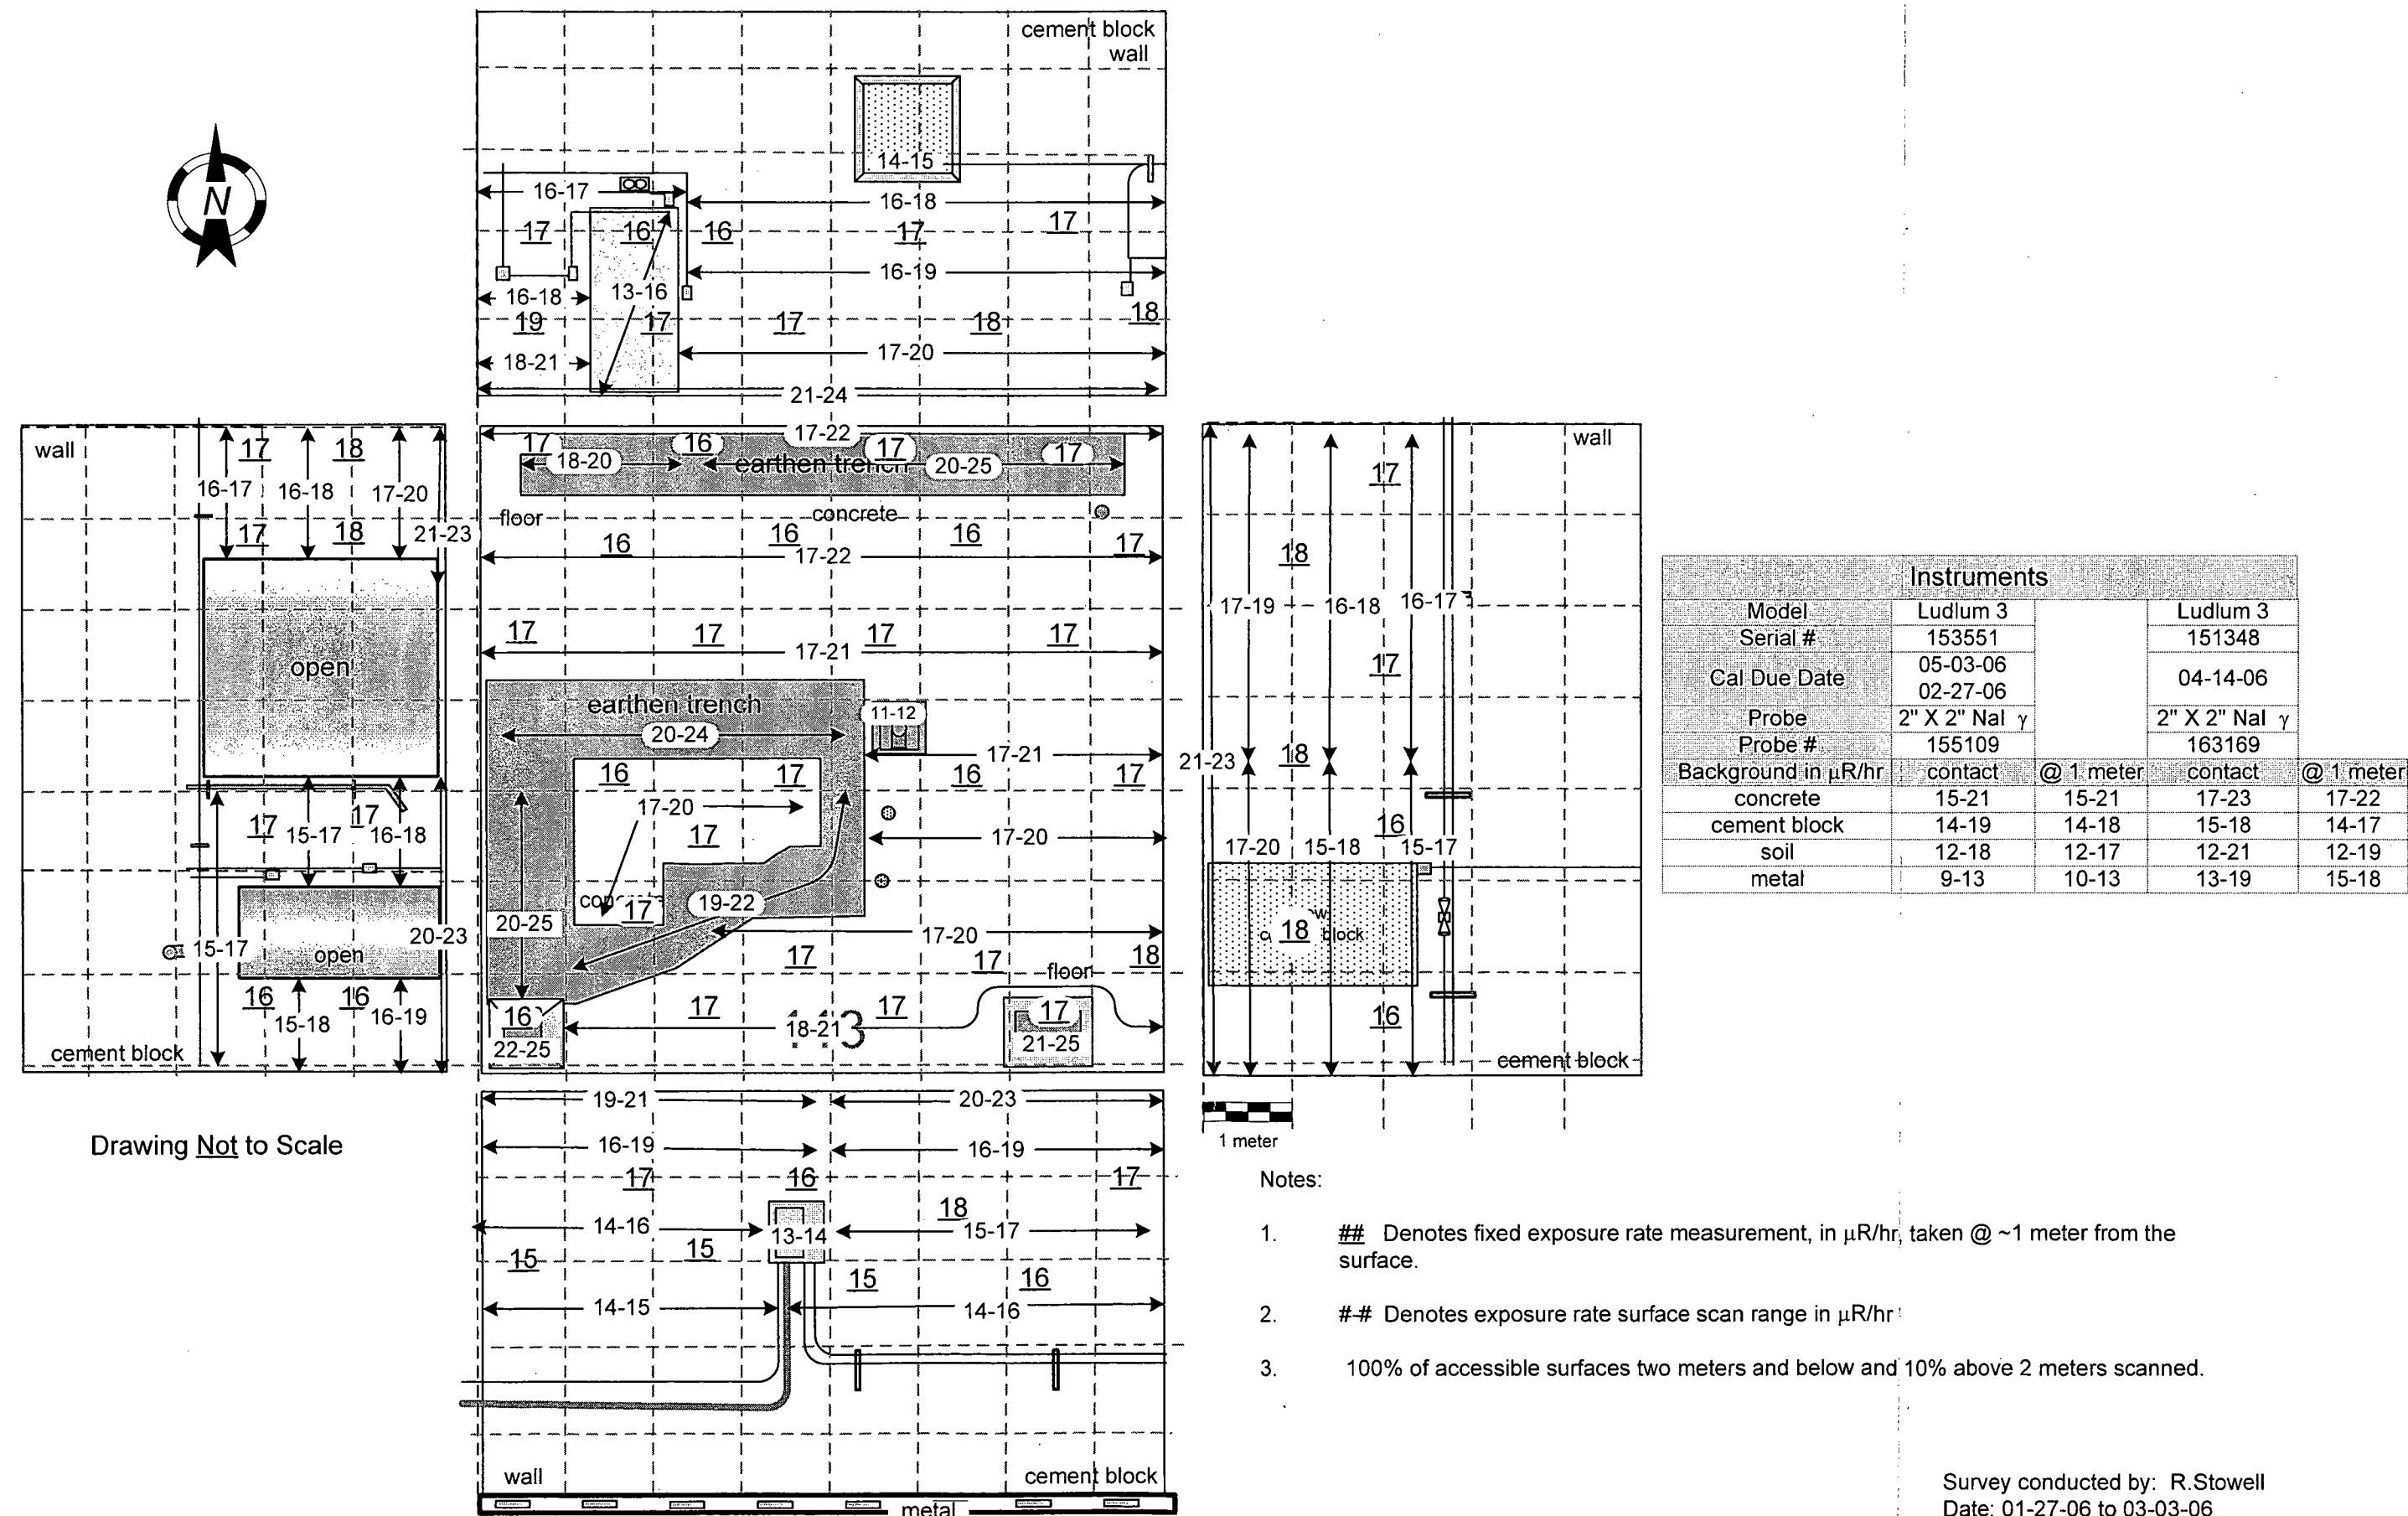 cement block
wall
N
14-15
16-17
16-18
17 16 16 17 17
16-19
16-18 13-16
19 17 17 18 18
17-20
18-21
21-24
wall 17 18
16-17 16-18 17-20
17 18 21-23
open
17 15-17 17 16-18
15-17 20-23
open
16 16
15-18 16-19
cement block
17 16 17-22 17 17
18-20 earthen trench 20-25
floor concrete
16 16 16 17
17-22
17 17 17 17
17-21
earthen trench 11-12
20-24
17-21
16 17 16 17
17-20
17 17-20
17 19-22
20-25 17-20
17 17 18
floor
16 17 17 17
18-21
22-25 21-25
wall
17
18
17-19 16-18 16-17
17
18
21-23
16
17-20 15-18 15-17
18 block
16
cement block
1 meter
19-21 20-23
16-19 16-19
17 16 17
18
14-16 13-14 15-17
15 15 15 16
14-15 14-16
wall cement block
metal
Drawing Not to Scale
Instruments
Model Ludlum 3 Ludlum 3
Serial # 153551 151348
Cal Due Date 05-03-06 02-27-06 04-14-06
Probe 2" X 2" NaI γ 2" X 2" NaI γ
Probe # 155109 163169
Background in μR/hr contact @ 1 meter contact @ 1 meter
concrete 15-21 15-21 17-23 17-22
cement block 14-19 14-18 15-18 14-17
soil 12-18 12-17 12-21 12-19
metal 9-13 10-13 13-19 15-18
Notes:
1. ## Denotes fixed exposure rate measurement, in μR/hr, taken @ ~1 meter from the
surface.
2. #-# Denotes exposure rate surface scan range in μR/hr
3. 100% of accessible surfaces two meters and below and 10% above 2 meters scanned.
Survey conducted by: R.Stowell
Date: 01-27-06 to 03-03-06